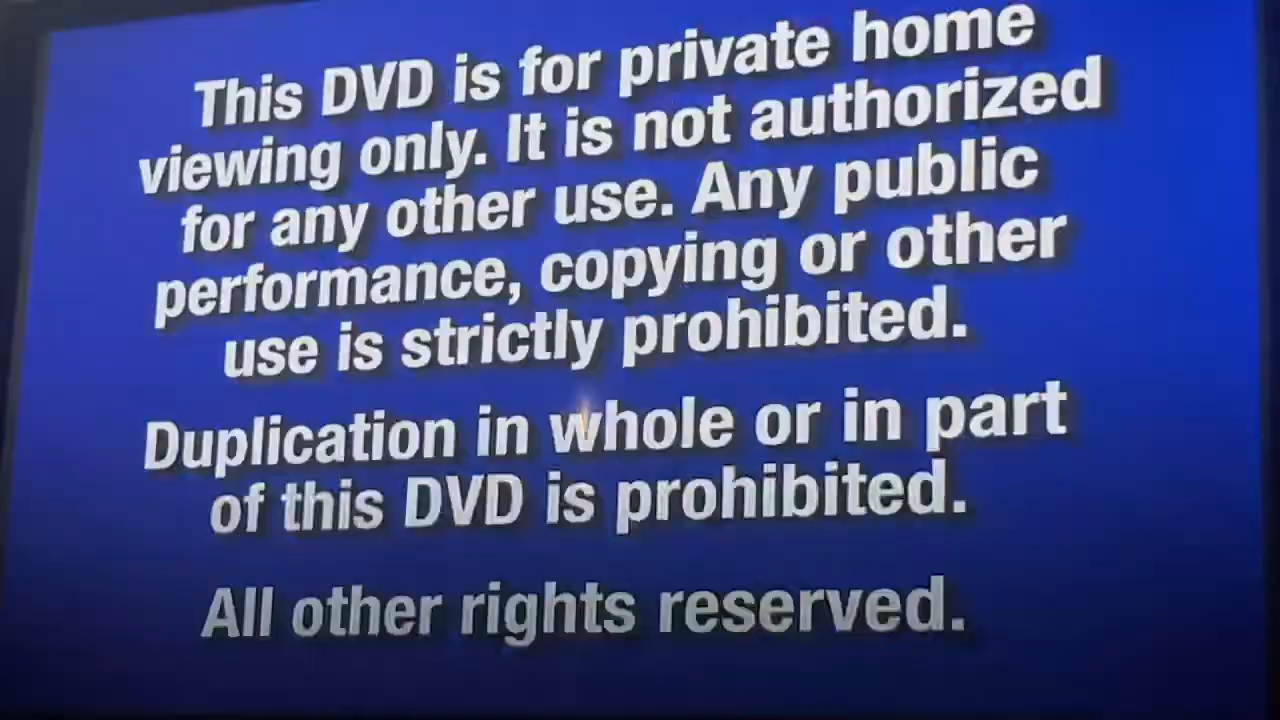 This DVD is for private home
viewing only. It is not authorized
for any other use. Any public
performance, copying or other
use is strictly prohibited.
Duplication in whole or in part
of this DVD is prohibited.
All other rights reserved.